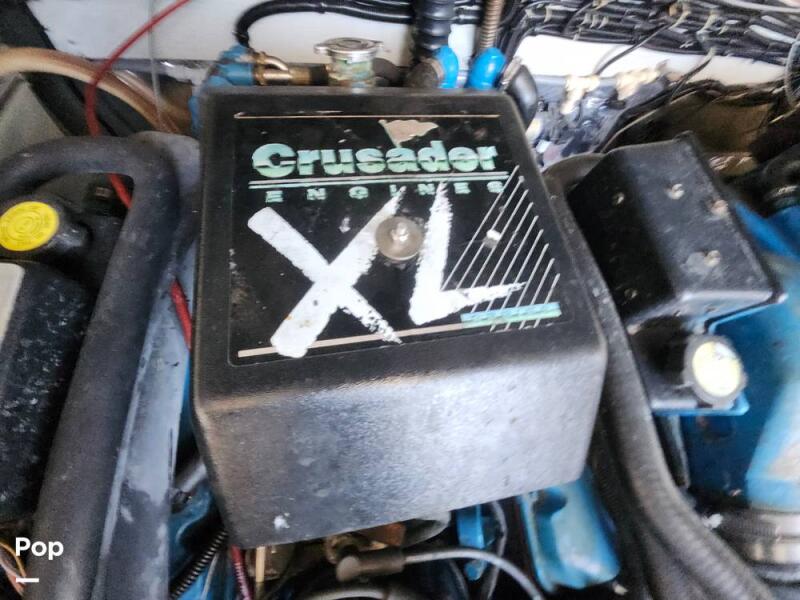 Crusader
ENGINES
XL
Pop